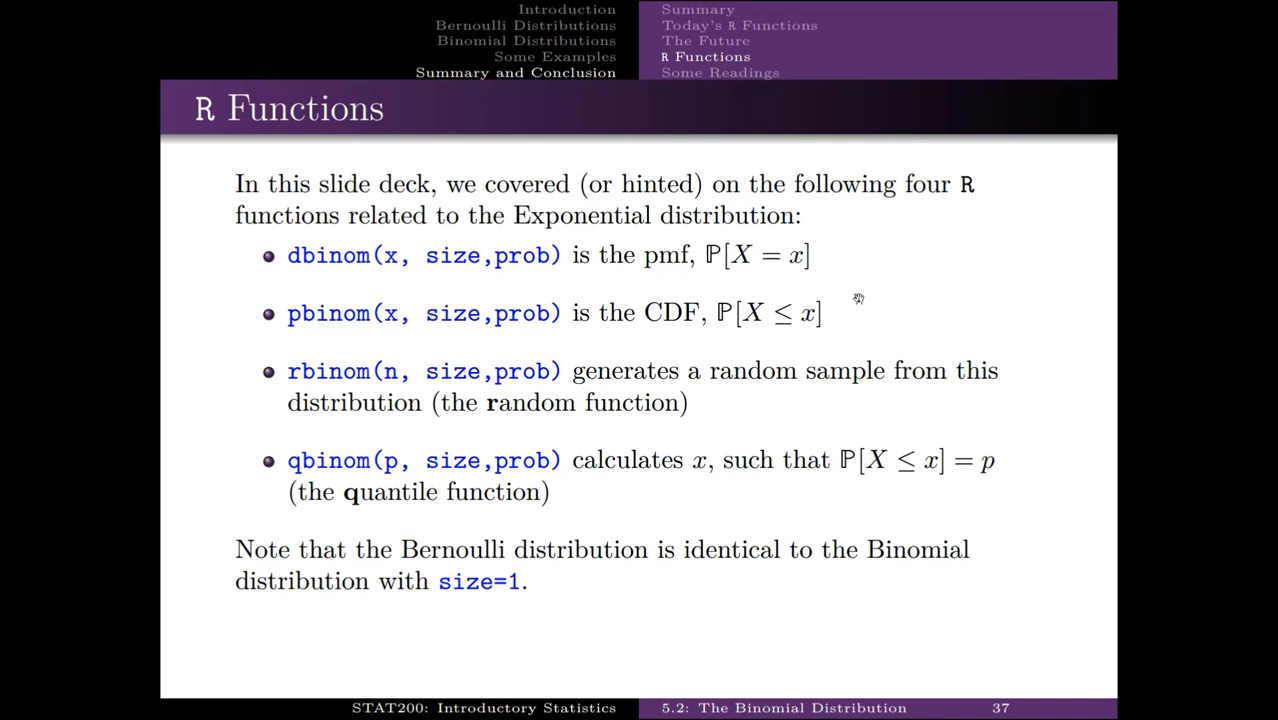 Introduction
Bernoulli Distributions
Binomial Distributions
Some Examples
Summary and Conclusion
Summary
Today's R Functions
The Future
R Functions
Some Readings
R Functions
In this slide deck, we covered (or hinted) on the following four R
functions related to the Exponential distribution:
dbinom(x, size,prob) is the pmf, ℙ[X = x]
pbinom(x, size,prob) is the CDF, ℙ[X ≤ x]
rbinom(n, size,prob) generates a random sample from this
distribution (the random function)
qbinom(p, size,prob) calculates x, such that ℙ[X ≤ x] = p
(the quantile function)
Note that the Bernoulli distribution is identical to the Binomial
distribution with size=1.
STAT200: Introductory Statistics
5.2: The Binomial Distribution
37